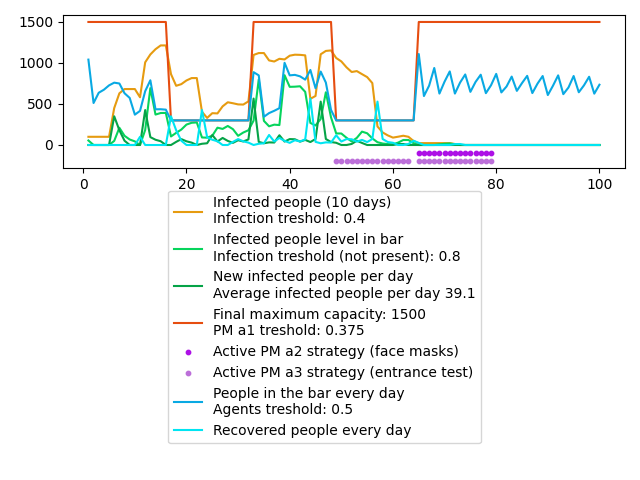 1500
1000
500
0
0 20 40 60 80 100
Infected people (10 days)
Infection treshold: 0.4
Infected people level in bar
Infection treshold (not present): 0.8
New infected people per day
Average infected people per day 39.1
Final maximum capacity: 1500
PM a1 treshold: 0.375
Active PM a2 strategy (face masks)
Active PM a3 strategy (entrance test)
People in the bar every day
Agents treshold: 0.5
Recovered people every day